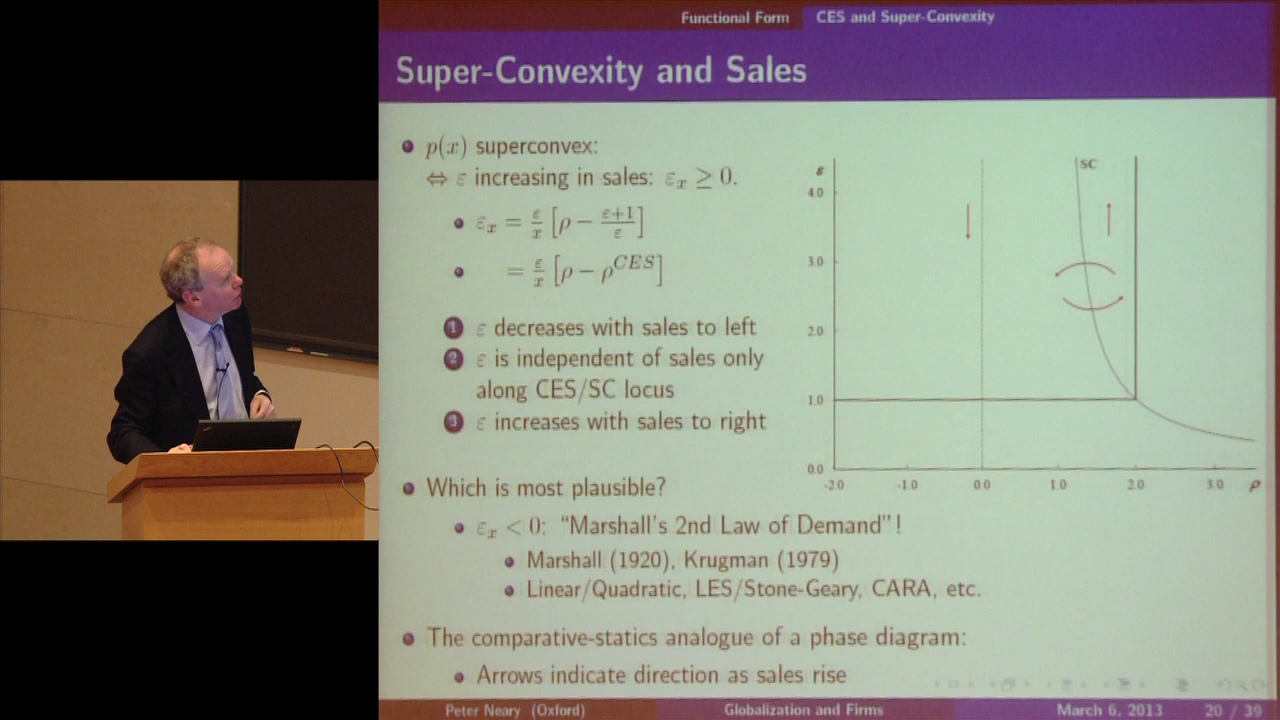 Functional Form CES and Super-Convexity
Super-Convexity and Sales
p(x) superconvex:
⇔ ε increasing in sales: ε_x ≥ 0.
ε_x = ε/x [ρ − (ε+1)/ε]
= ε/x [ρ − ρ^CES]
1 ε decreases with sales to left
2 ε is independent of sales only
along CES/SC locus
3 ε increases with sales to right
Which is most plausible?
ε_x < 0: "Marshall's 2nd Law of Demand"!
Marshall (1920), Krugman (1979)
Linear/Quadratic, LES/Stone-Geary, CARA, etc.
The comparative-statics analogue of a phase diagram:
Arrows indicate direction as sales rise
ε
SC
4.0
3.0
2.0
1.0
0.0
-2.0 -1.0 0.0 1.0 2.0 3.0 ρ
Peter Neary (Oxford) Globalization and Firms March 6, 2013 20 / 39